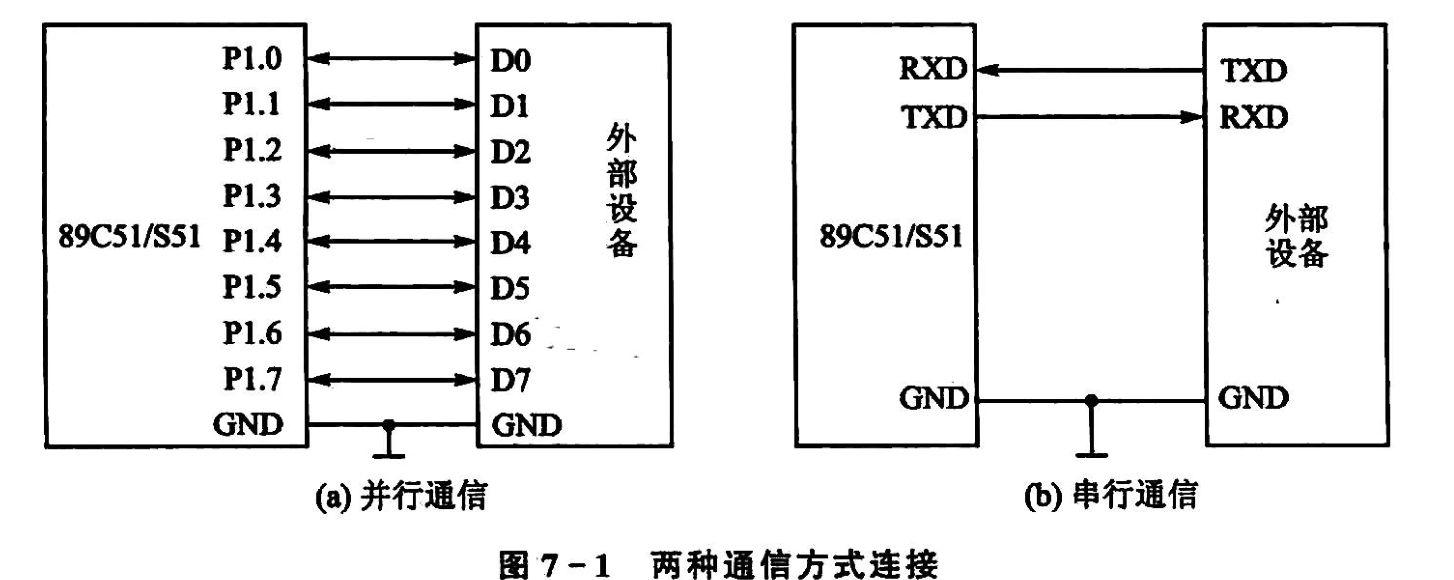 P1.0 D0
P1.1 D1
P1.2 D2
P1.3 D3
89C51/S51 P1.4 D4
P1.5 D5
P1.6 D6
P1.7 D7
GND GND
外部设备
(a) 并行通信
RXD TXD
TXD RXD
89C51/S51
外部
设备
GND GND
(b) 串行通信
图 7-1 两种通信方式连接